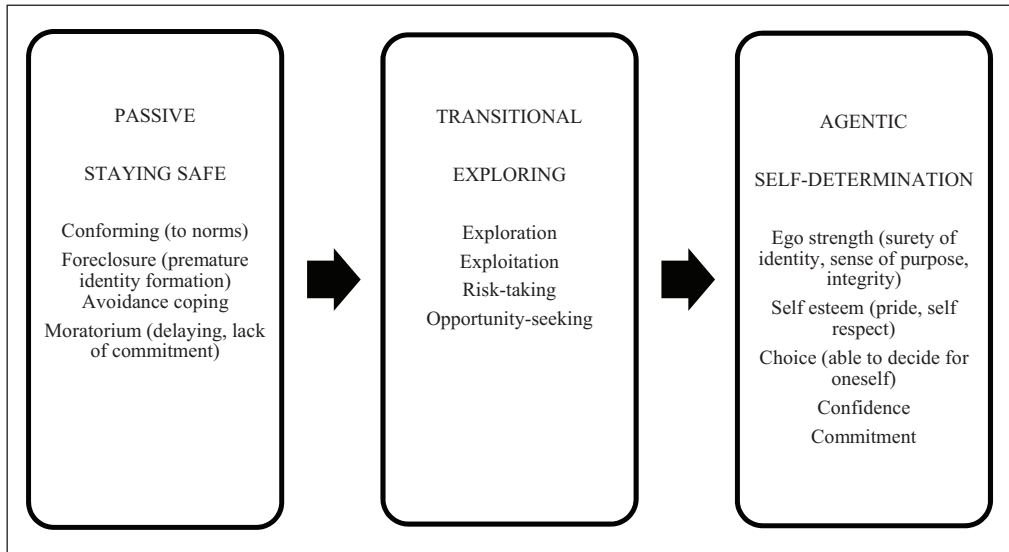 PASSIVE
STAYING SAFE
Conforming (to norms)
Foreclosure (premature
identity formation)
Avoidance coping
Moratorium (delaying, lack
of commitment)
TRANSITIONAL
EXPLORING
Exploration
Exploitation
Risk-taking
Opportunity-seeking
AGENTIC
SELF-DETERMINATION
Ego strength (surety of
identity, sense of purpose,
integrity)
Self esteem (pride, self
respect)
Choice (able to decide for
oneself)
Confidence
Commitment